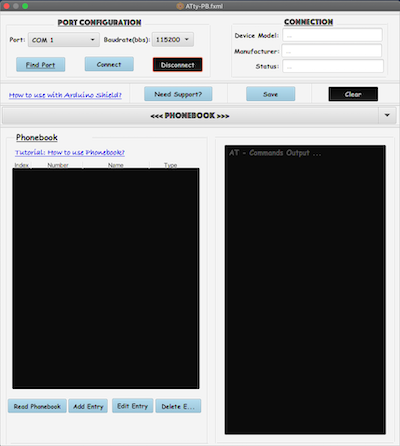 ATty-PB.fxml
PORT CONFIGURATION
Port: COM 1 Baudrate(bbs): 115200
Find Port Connect Disconnect
CONNECTION
Device Model: ...
Manufacturer: ...
Status: ...
How to use with Arduino Shield? Need Support? Save Clear
<<< PHONEBOOK >>>
Phonebook
Tutorial: How to use Phonebook?
Index Number Name Type
Read Phonebook Add Entry Edit Entry Delete E...
AT - Commands Output ...